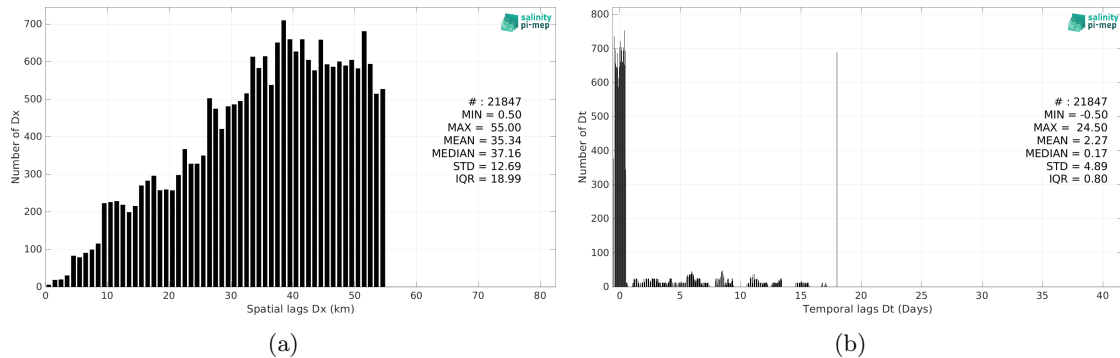 salinity
pi-mep
700
600
500
400
300
200
100
0
Number of Dx
# : 21847
MIN = 0.50
MAX = 55.00
MEAN = 35.34
MEDIAN = 37.16
STD = 12.69
IQR = 18.99
0 10 20 30 40 50 60 70 80
Spatial lags Dx (km)
(a)
salinity
pi-mep
800
700
600
500
400
300
200
100
0
Number of Dt
# : 21847
MIN = -0.50
MAX = 24.50
MEAN = 2.27
MEDIAN = 0.17
STD = 4.89
IQR = 0.80
0 5 10 15 20 25 30 35 40
Temporal lags Dt (Days)
(b)